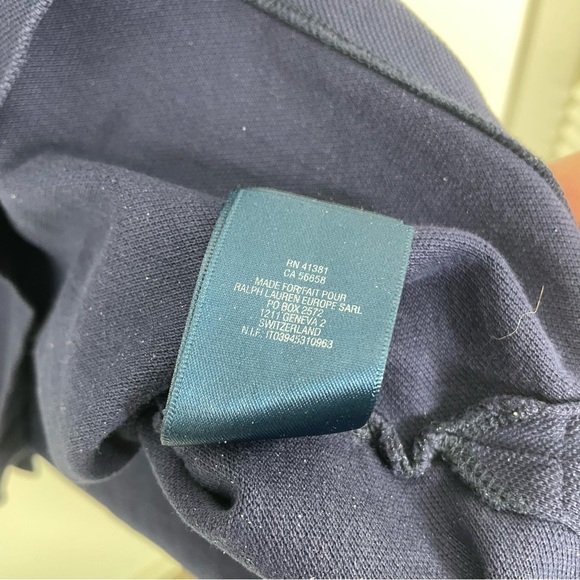 RN 41381
CA 56658
MADE FOR/FAIT POUR
RALPH LAUREN EUROPE SARL
PO BOX 2572
1211 GENEVA 2
SWITZERLAND
N.I.F. IT03945310963